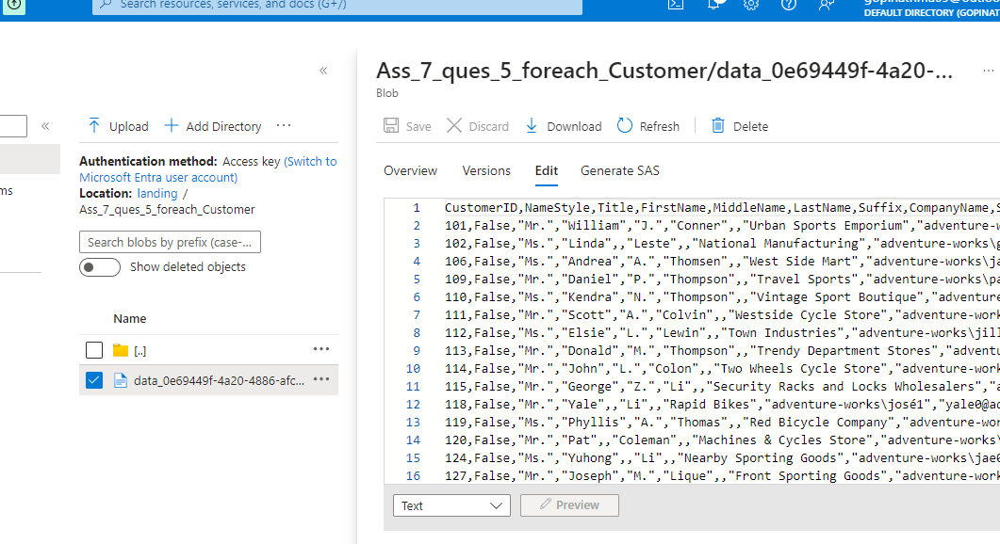 Search resources, services, and docs (G+/)
DEFAULT DIRECTORY (GOPINAT
Ass_7_ques_5_foreach_Customer/data_0e69449f-4a20-...
Blob
Upload
Add Directory
Save
Discard
Download
Refresh
Delete
Authentication method: Access key (Switch to
Microsoft Entra user account)
Location: landing /
Ass_7_ques_5_foreach_Customer
Search blobs by prefix (case-...
Show deleted objects
Name
[..]
data_0e69449f-4a20-4886-afc...
ms
Overview
Versions
Edit
Generate SAS
1 CustomerID,NameStyle,Title,FirstName,MiddleName,LastName,Suffix,CompanyName,S
2 101,False,"Mr.","William","J.","Conner",,"Urban Sports Emporium","adventure-w
3 102,False,"Ms.","Linda",,"Leste",,"National Manufacturing","adventure-works\g
4 106,False,"Ms.","Andrea","A.","Thomsen",,"West Side Mart","adventure-works\ja
5 109,False,"Mr.","Daniel","P.","Thompson",,"Travel Sports","adventure-works\pa
6 110,False,"Ms.","Kendra","N.","Thompson",,"Vintage Sport Boutique","adventure
7 111,False,"Mr.","Scott","A.","Colvin",,"Westside Cycle Store","adventure-work
8 112,False,"Ms.","Elsie","L.","Lewin",,"Town Industries","adventure-works\jill
9 113,False,"Mr.","Donald","M.","Thompson",,"Trendy Department Stores","adventu
10 114,False,"Mr.","John","L.","Colon",,"Two Wheels Cycle Store","adventure-work
11 115,False,"Mr.","George","Z.","Li",,"Security Racks and Locks Wholesalers","a
12 118,False,"Mr.","Yale",,"Li",,"Rapid Bikes","adventure-works\josé1","yale0@ad
13 119,False,"Ms.","Phyllis","A.","Thomas",,"Red Bicycle Company","adventure-wor
14 120,False,"Mr.","Pat",,"Coleman",,"Machines & Cycles Store","adventure-works\
15 124,False,"Ms.","Yuhong",,"Li",,"Nearby Sporting Goods","adventure-works\jae0
16 127,False,"Mr.","Joseph","M.","Lique",,"Front Sporting Goods","adventure-work
Text
Preview